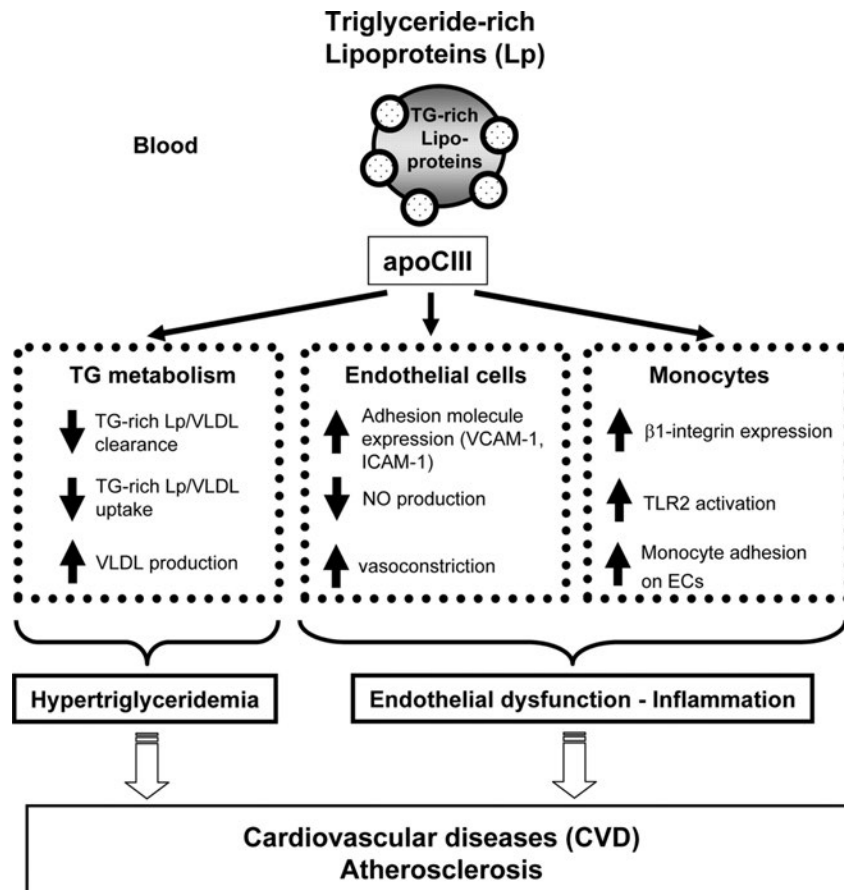 Triglyceride-rich
Lipoproteins (Lp)
TG-rich
Lipo-
proteins
Blood
apoCIII
TG metabolism
TG-rich Lp/VLDL
clearance
TG-rich Lp/VLDL
uptake
VLDL production
Endothelial cells
Adhesion molecule
expression (VCAM-1,
ICAM-1)
NO production
vasoconstriction
Monocytes
β1-integrin expression
TLR2 activation
Monocyte adhesion
on ECs
Hypertriglyceridemia
Endothelial dysfunction - Inflammation
Cardiovascular diseases (CVD)
Atherosclerosis